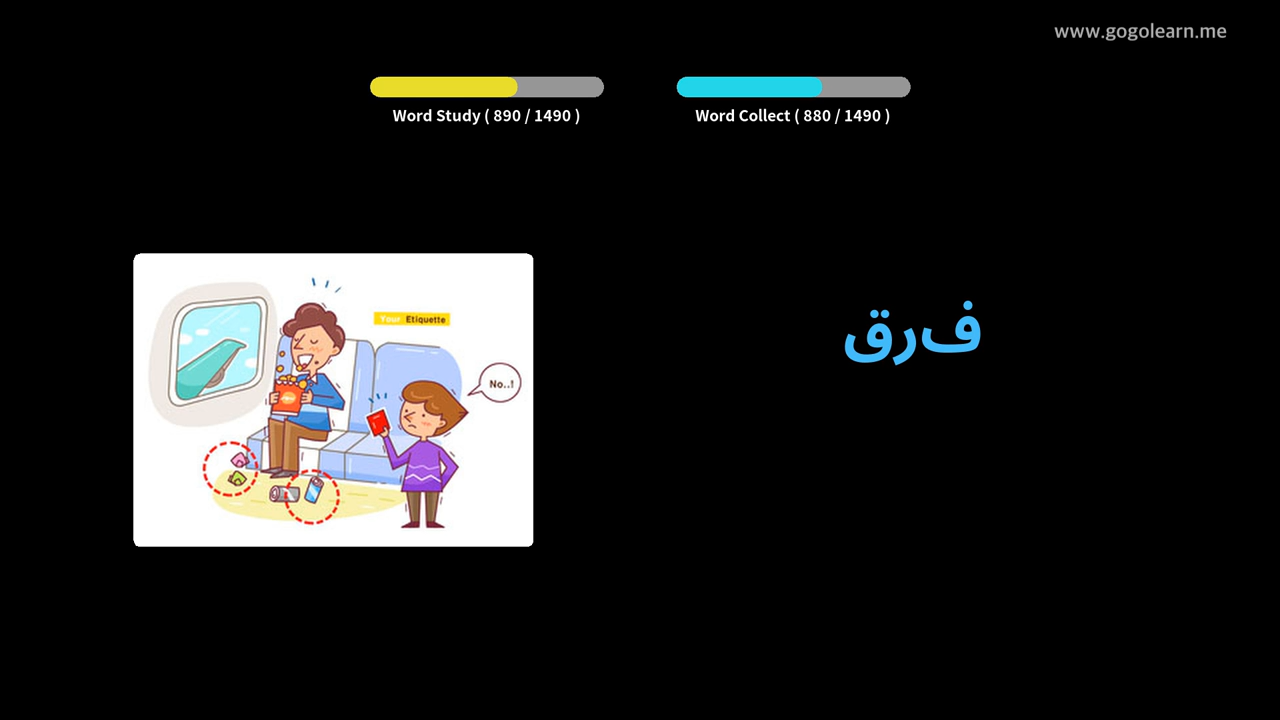 www.gogolearn.me
Word Study ( 890 / 1490 )
Word Collect ( 880 / 1490 )
Your Etiquette
No..!
فرق